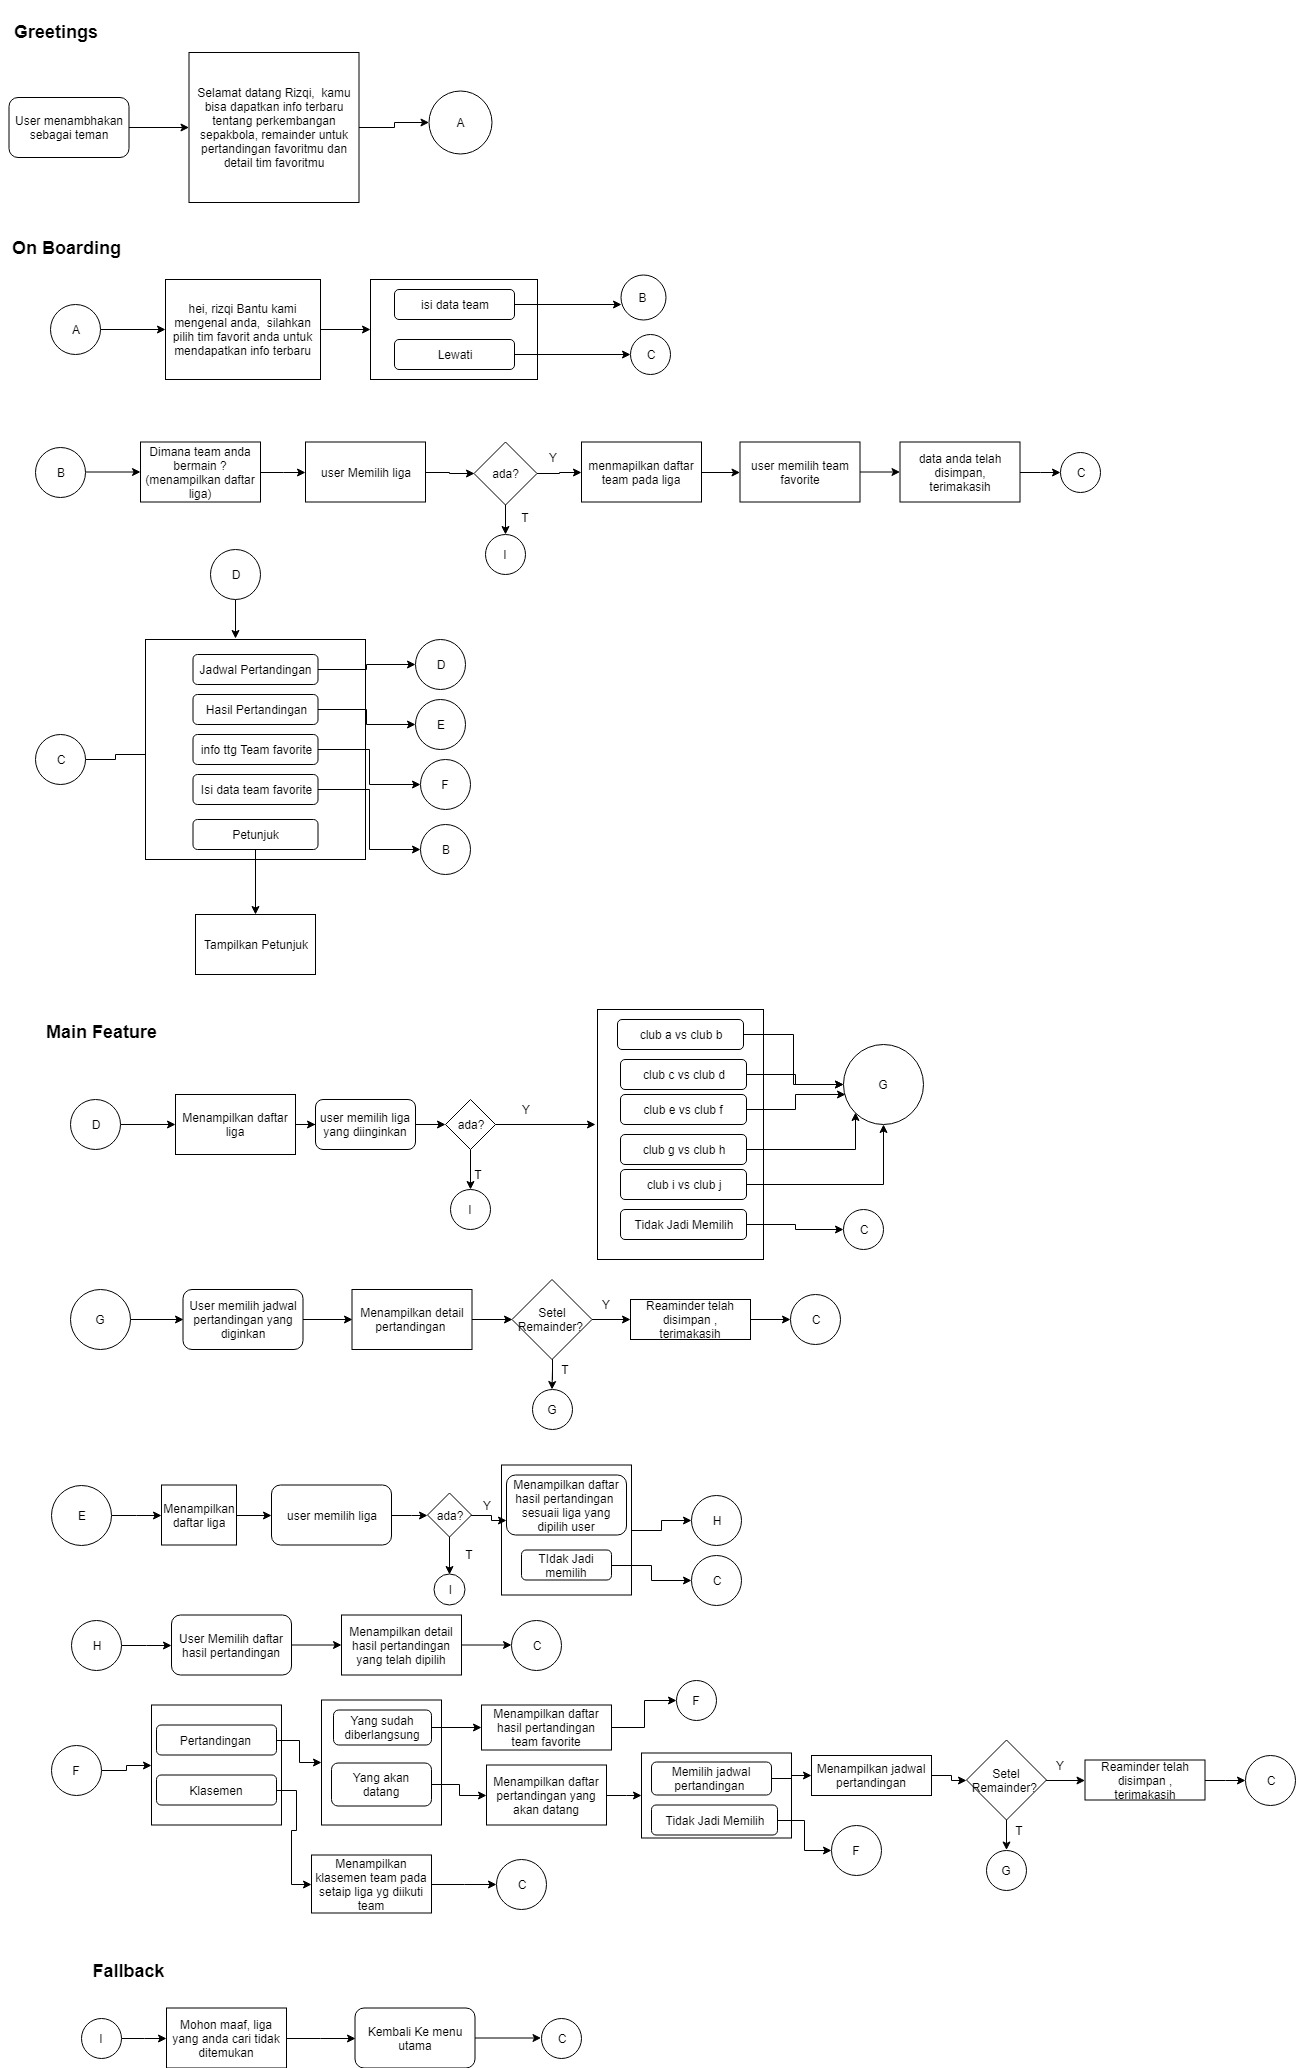 Greetings
User menambhakan
sebagai teman
Selamat datang Rizqi,  kamu
bisa dapatkan info terbaru
tentang perkembangan
sepakbola, remainder untuk
pertandingan favoritmu dan
detail tim favoritmu
A
On Boarding
A
hei, rizqi Bantu kami
mengenal anda,  silahkan
pilih tim favorit anda untuk
mendapatkan info terbaru
isi data team
Lewati
B
C
B
Dimana team anda
bermain ?
(menampilkan daftar
liga)
user Memilih liga
ada?
Y
T
I
menmapilkan daftar
team pada liga
user memilih team
favorite
data anda telah
disimpan,
terimakasih
C
D
C
Jadwal Pertandingan
Hasil Pertandingan
info ttg Team favorite
Isi data team favorite
Petunjuk
D
E
F
B
Tampilkan Petunjuk
Main Feature
D
Menampilkan daftar
liga
user memilih liga
yang diinginkan
ada?
Y
T
I
club a vs club b
club c vs club d
club e vs club f
club g vs club h
club i vs club j
Tidak Jadi Memilih
G
C
G
User memilih jadwal
pertandingan yang
diginkan
Menampilkan detail
pertandingan
Setel
Remainder?
Y
T
G
Reaminder telah
disimpan ,
terimakasih
C
E
Menampilkan
daftar liga
user memilih liga
ada?
Y
T
I
Menampilkan daftar
hasil pertandingan
sesuaii liga yang
dipilih user
TIdak Jadi
memilih
H
C
H
User Memilih daftar
hasil pertandingan
Menampilkan detail
hasil pertandingan
yang telah dipilih
C
F
Pertandingan
Klasemen
Yang sudah
diberlangsung
Yang akan
datang
Menampilkan daftar
hasil pertandingan
team favorite
F
Menampilkan daftar
pertandingan yang
akan datang
Memilih jadwal
pertandingan
Tidak Jadi Memilih
F
Menampilkan jadwal
pertandingan
Setel
Remainder?
Y
T
G
Reaminder telah
disimpan ,
terimakasih
C
Menampilkan
klasemen team pada
setaip liga yg diikuti
team
C
Fallback
I
Mohon maaf, liga
yang anda cari tidak
ditemukan
Kembali Ke menu
utama
C